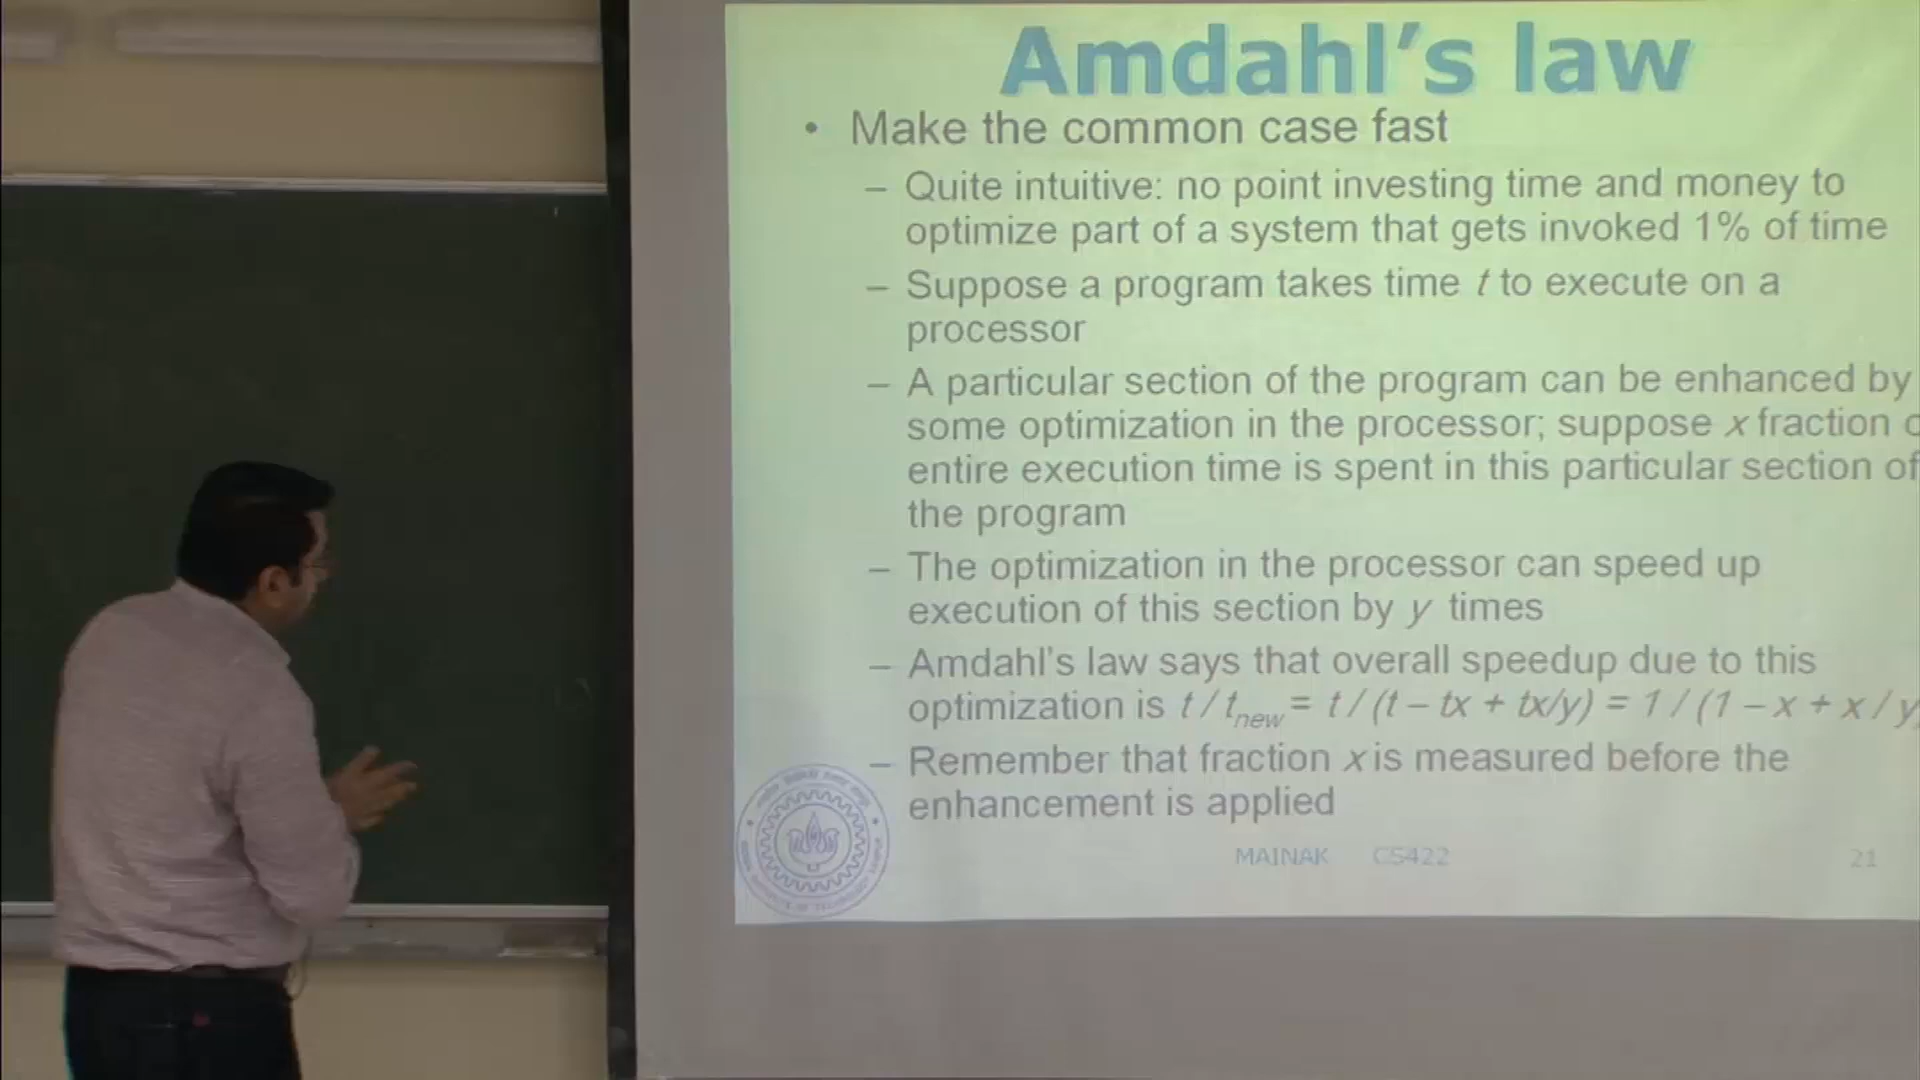 Amdahl's law
• Make the common case fast
– Quite intuitive: no point investing time and money to
optimize part of a system that gets invoked 1% of time
– Suppose a program takes time t to execute on a
processor
– A particular section of the program can be enhanced by
some optimization in the processor; suppose x fraction
entire execution time is spent in this particular section of
the program
– The optimization in the processor can speed up
execution of this section by y times
– Amdahl's law says that overall speedup due to this
optimization is t / tnew = t / (t – tx + tx/y) = 1 / (1 – x + x / y
– Remember that fraction x is measured before the
enhancement is applied
MAINAK CS422
21